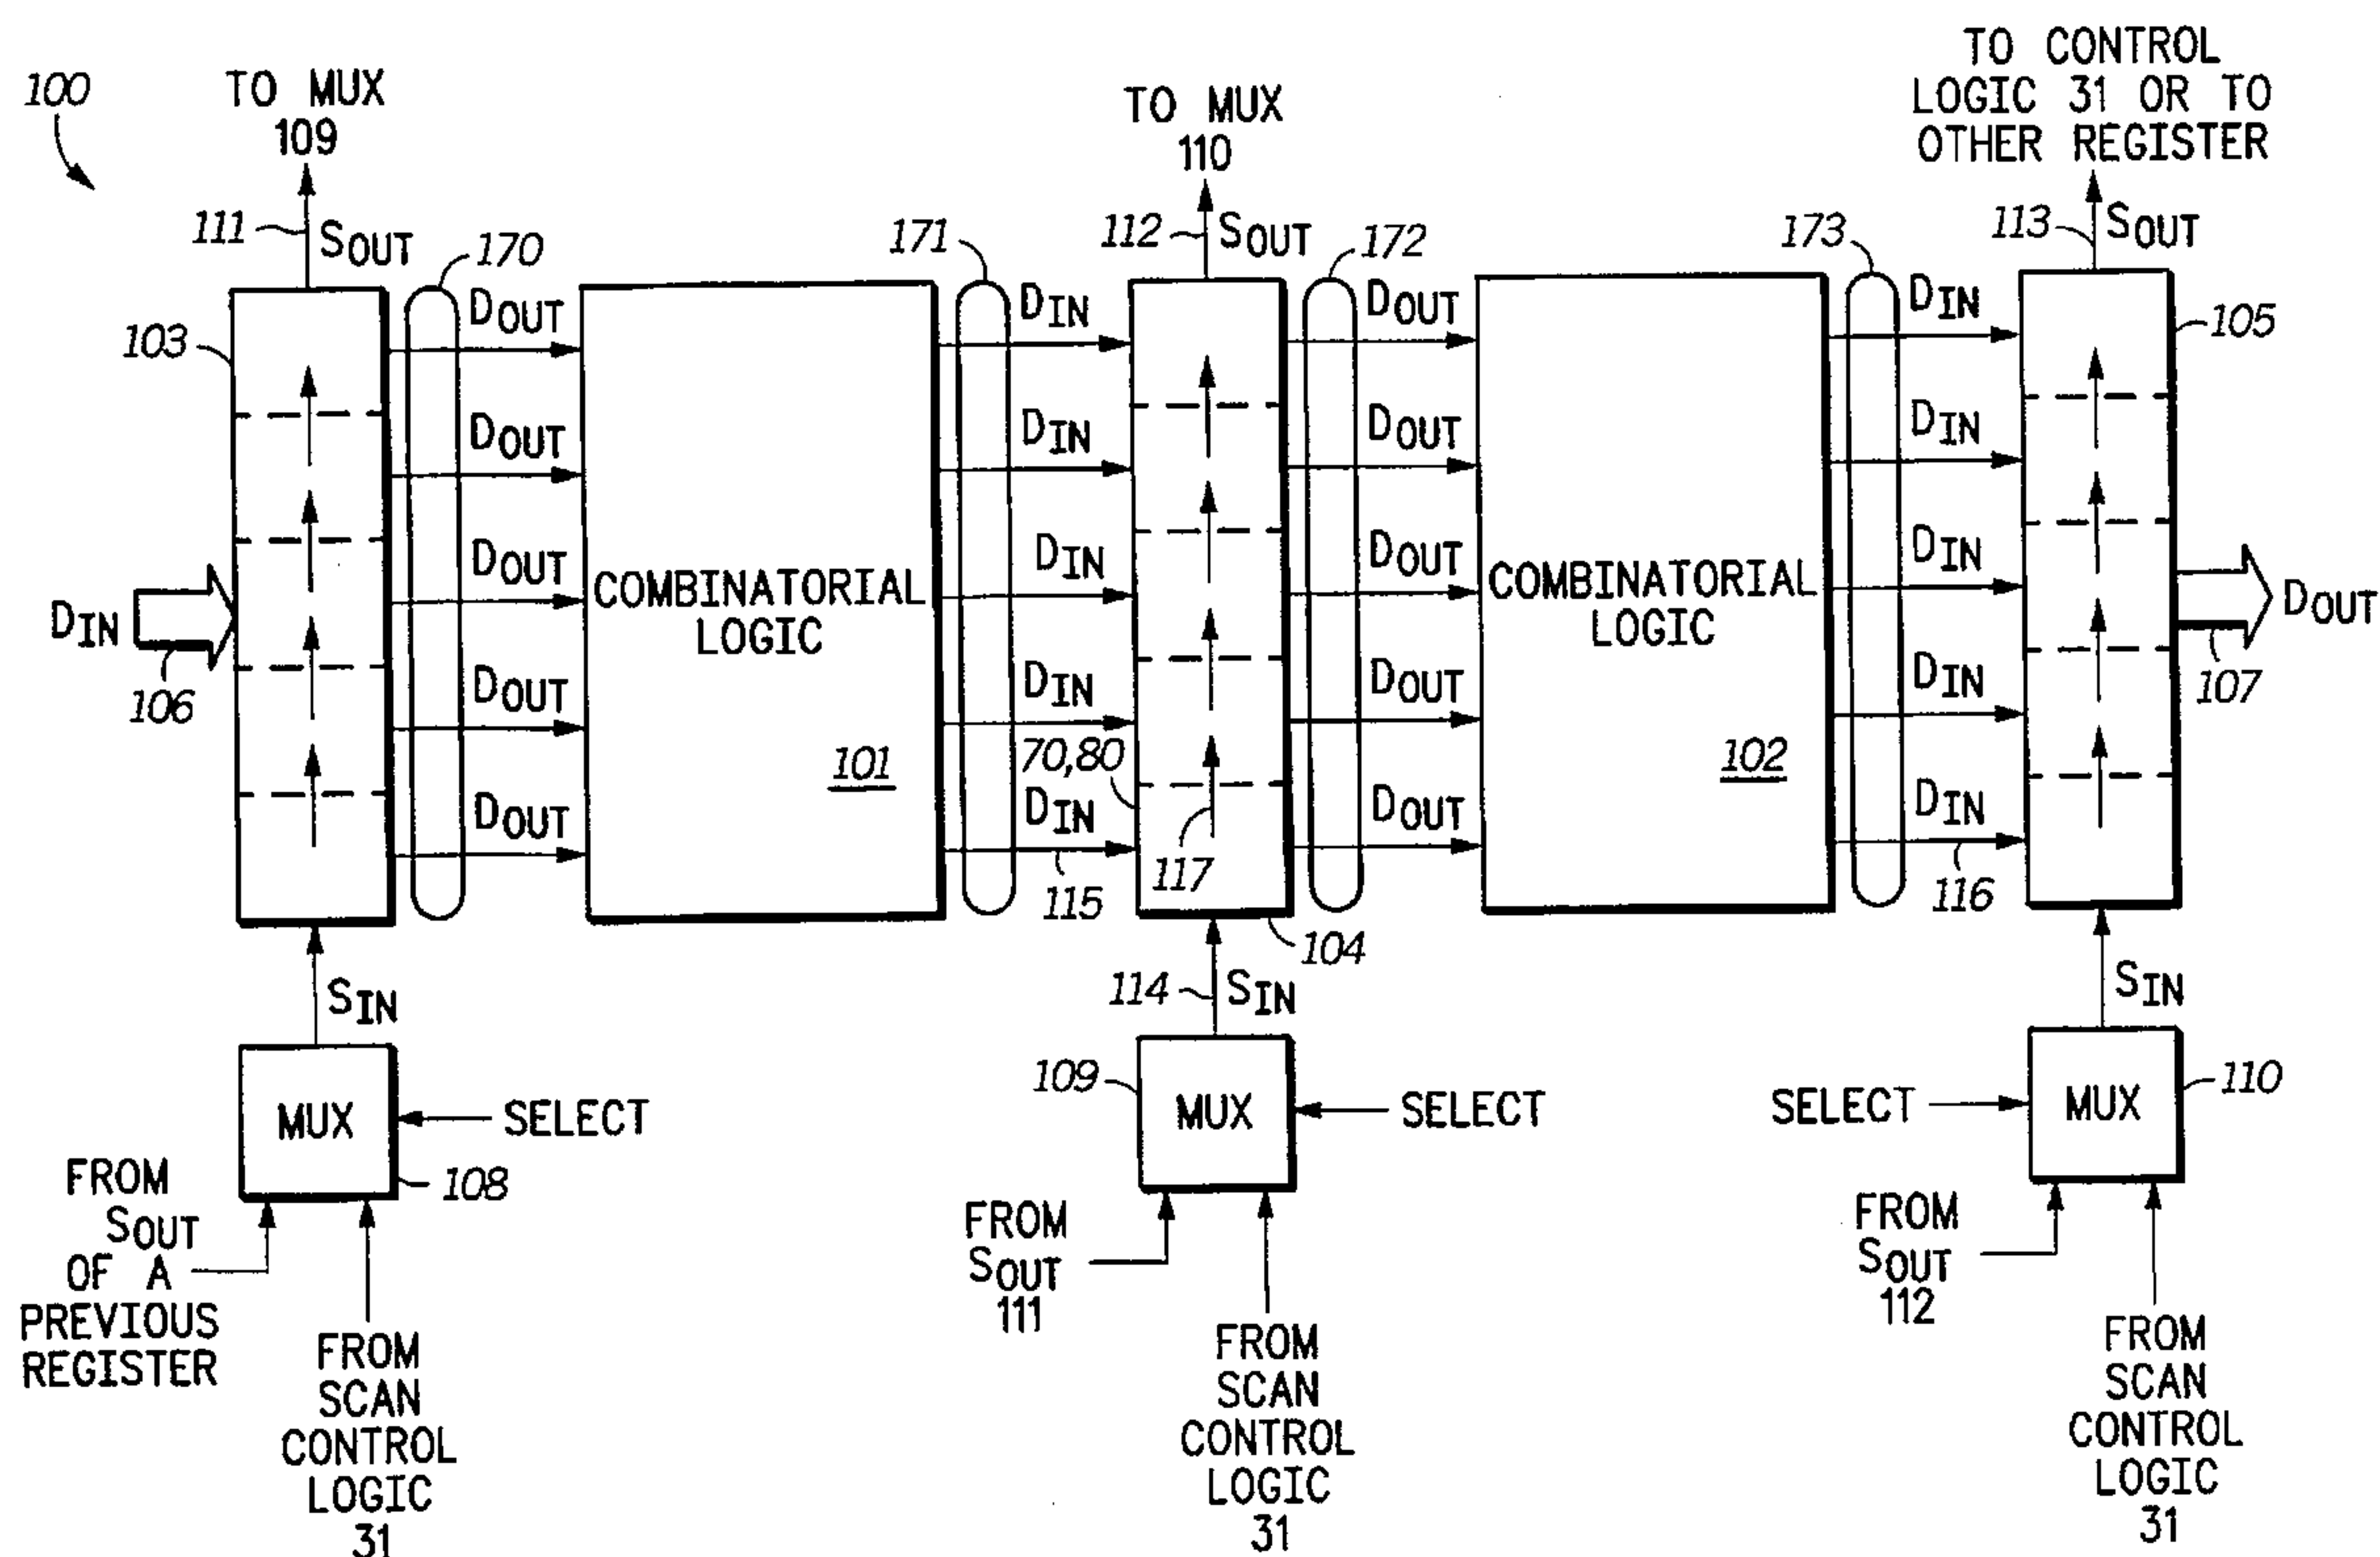 100
TO MUX
109
TO MUX
110
TO CONTROL
LOGIC 31 OR TO
OTHER REGISTER
111
SOUT
170
171
112
SOUT
172
173
113
SOUT
103
105
DOUT
DOUT
DOUT
DOUT
DOUT
DIN
106
COMBINATORIAL
LOGIC
101
DIN
DIN
DIN
DIN
DIN
70,80
115
117
104
DOUT
DOUT
DOUT
DOUT
DOUT
COMBINATORIAL
LOGIC
102
DIN
DIN
DIN
DIN
DIN
116
DOUT
107
SIN
MUX
SELECT
108
FROM
SOUT
OF A
PREVIOUS
REGISTER
FROM
SCAN
CONTROL
LOGIC
31
114
SIN
109
MUX
SELECT
FROM
SOUT
111
FROM
SCAN
CONTROL
LOGIC
31
SIN
SELECT
MUX
110
FROM
SOUT
112
FROM
SCAN
CONTROL
LOGIC
31